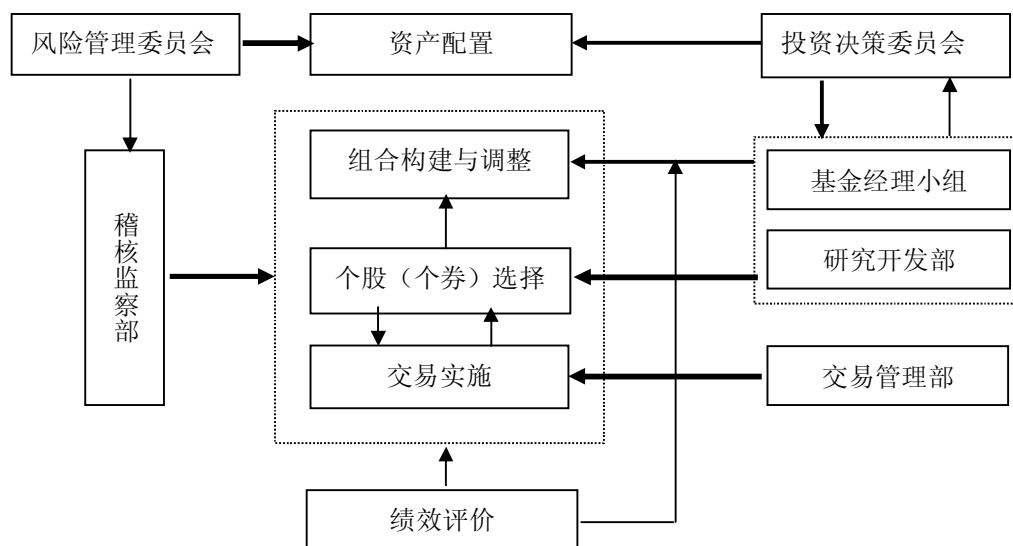 风险管理委员会
资产配置
投资决策委员会
组合构建与调整
基金经理小组
稽核监察部
个股（个券）选择
研究开发部
交易实施
交易管理部
绩效评价